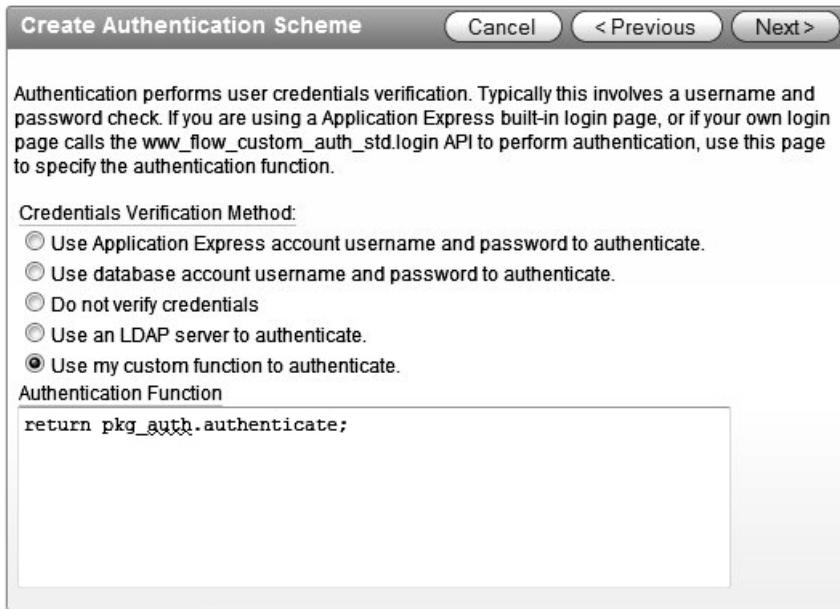 Create Authentication Scheme
Cancel
< Previous
Next >
Authentication performs user credentials verification. Typically this involves a username and
password check. If you are using a Application Express built-in login page, or if your own login
page calls the wwv_flow_custom_auth_std.login API to perform authentication, use this page
to specify the authentication function.
Credentials Verification Method:
Use Application Express account username and password to authenticate.
Use database account username and password to authenticate.
Do not verify credentials
Use an LDAP server to authenticate.
Use my custom function to authenticate.
Authentication Function
return pkg_auth.authenticate;